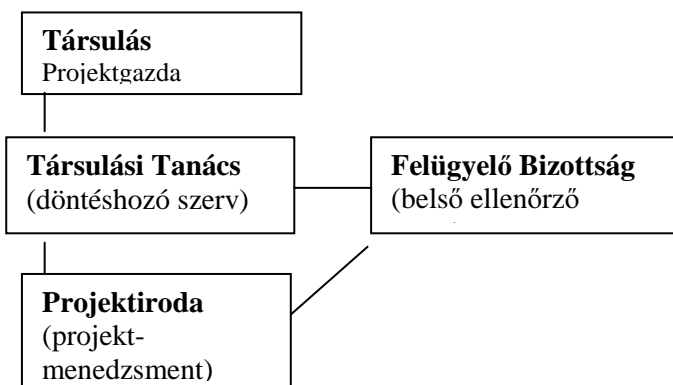 Társulás
Projektgazda
Társulási Tanács
(döntéshozó szerv)
Felügyelő Bizottság
(belső ellenőrző
Projektiroda
(projekt-
menedzsment)